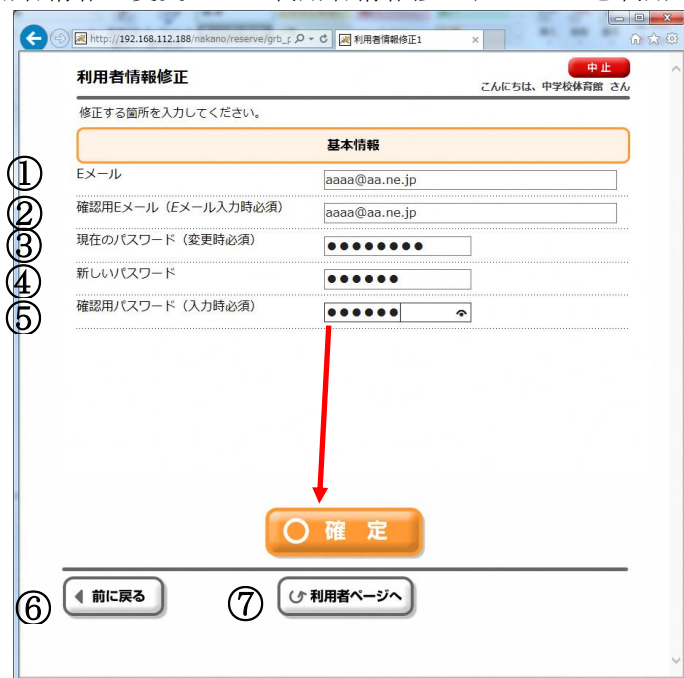 http://192.168.112.188/nakano/reserve/grb_r
利用者情報修正1
利用者情報修正
中止
こんにちは、中学校体育館 さん
修正する箇所を入力してください。
基本情報
① Eメール aaaa@aa.ne.jp
② 確認用Eメール（Eメール入力時必須） aaaa@aa.ne.jp
③ 現在のパスワード（変更時必須） ●●●●●●●●
④ 新しいパスワード ●●●●●●
⑤ 確認用パスワード（入力時必須） ●●●●●●
確 定
⑥ 前に戻る ⑦ 利用者ページへ